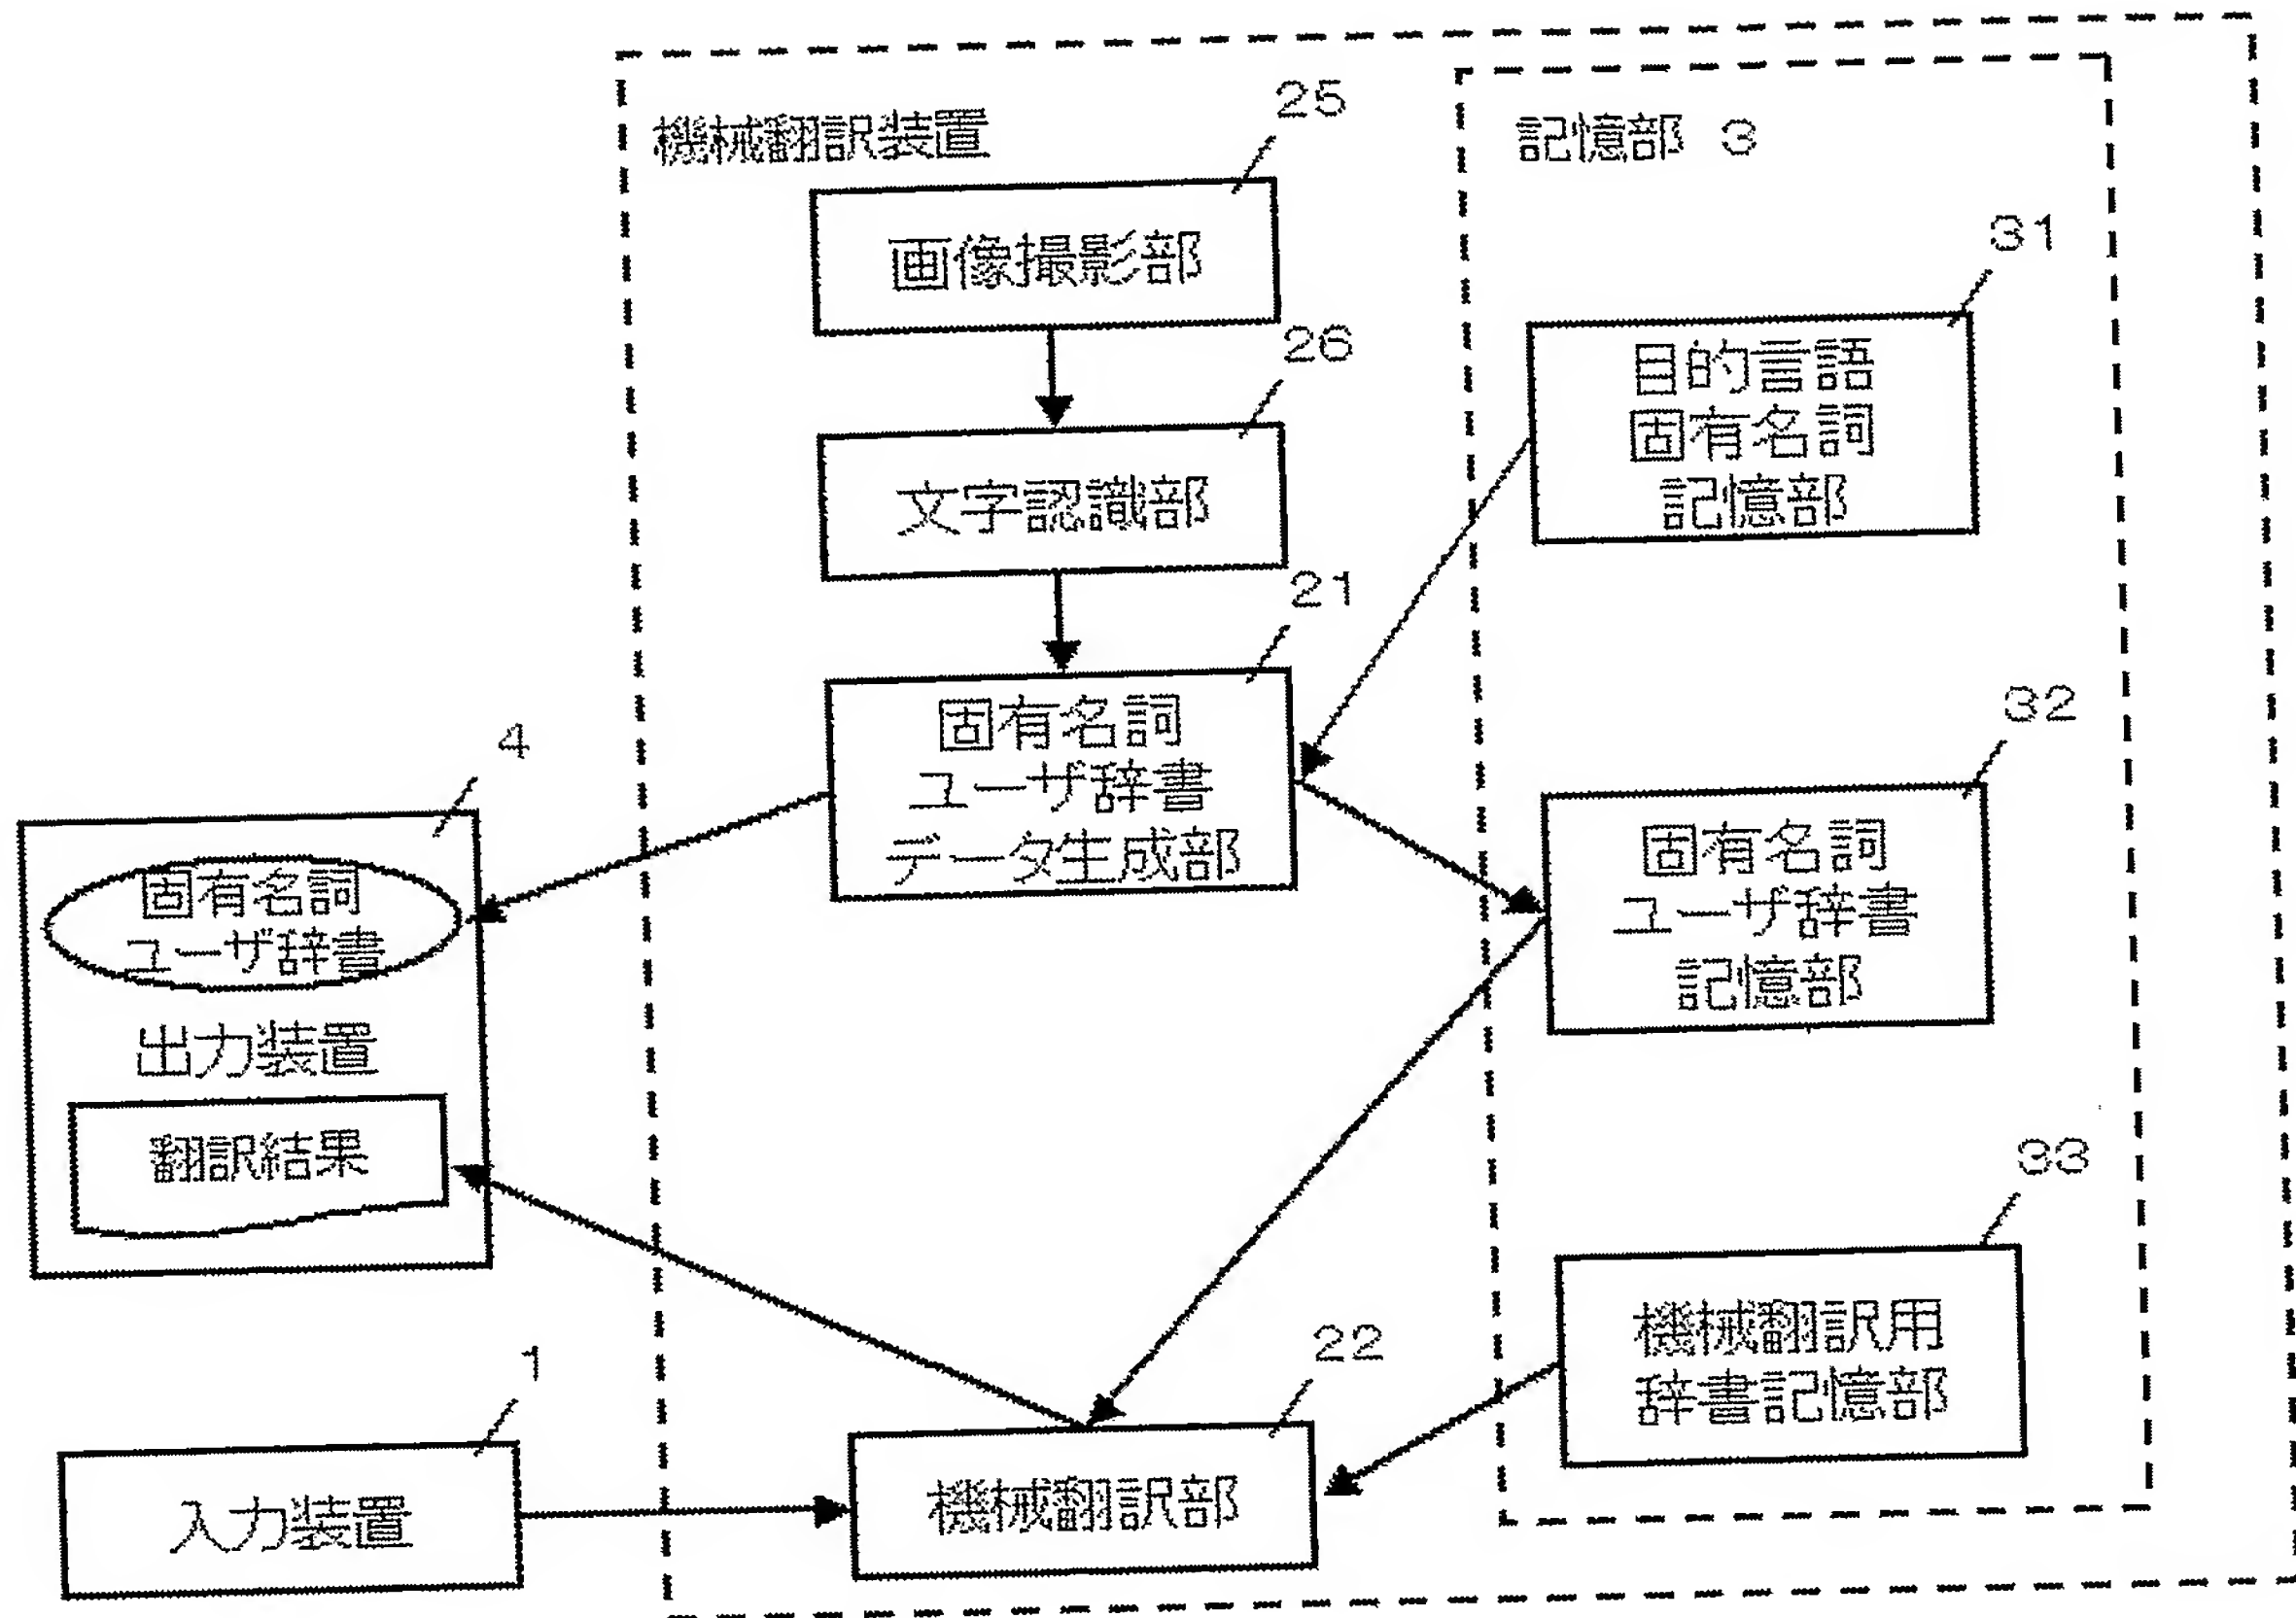 機械翻訳装置
記憶部 3
25
画像撮影部
31
目的言語
固有名詞
記憶部
26
文字認識部
21
固有名詞
ユーザ辞書
データ生成部
32
固有名詞
ユーザ辞書
記憶部
4
固有名詞
ユーザ辞書
出力装置
翻訳結果
33
機械翻訳用
辞書記憶部
22
機械翻訳部
1
入力装置